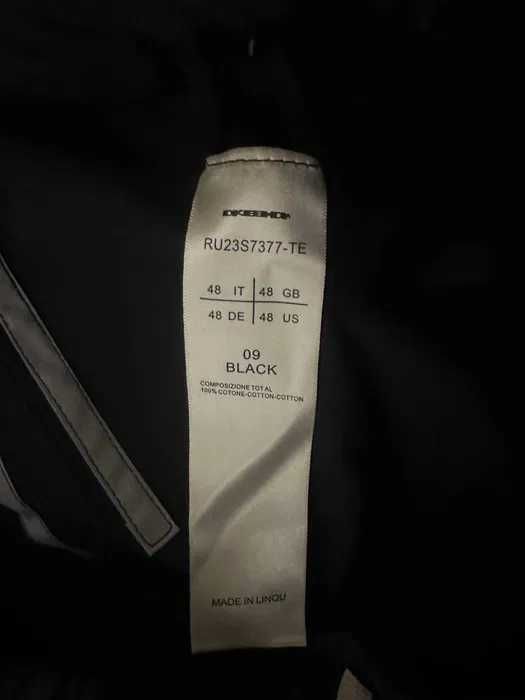 RU23S7377-TE
48 IT 48 GB
48 DE 48 US
09
BLACK
COMPOSIZIONE TOTAL
100% COTONE-COTTON-COTTON
MADE IN LINQU